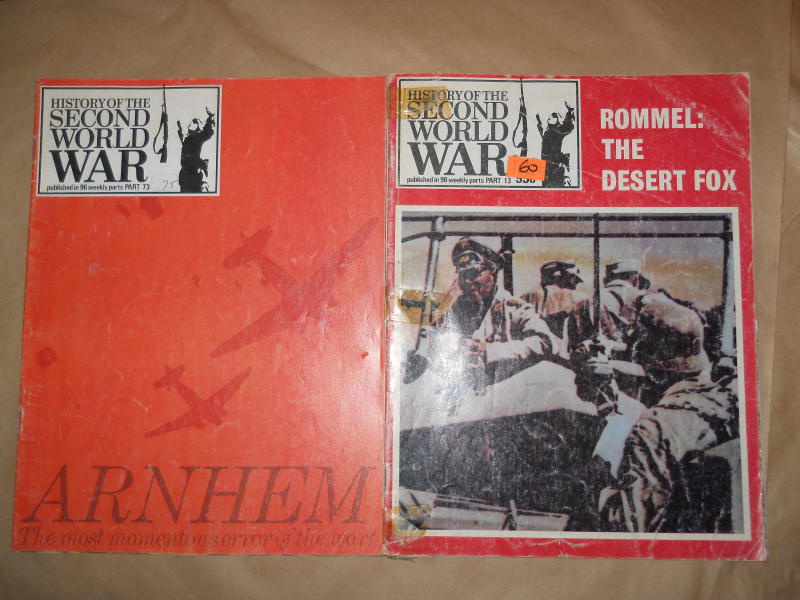 HISTORY OF THE
SECOND
WORLD
WAR
published in 96 weekly parts PART 73
75
ARNHEM
The most momentous error of the war?
HISTORY OF THE
SECOND
WORLD
WAR
60
published in 96 weekly parts PART 13
ROMMEL:
THE
DESERT FOX